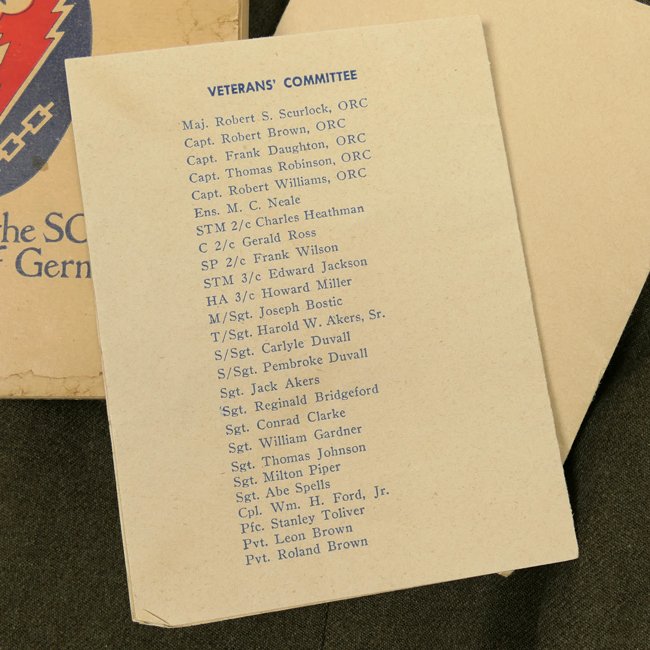 VETERANS' COMMITTEE
Maj. Robert S. Scurlock, ORC
Capt. Robert Brown, ORC
Capt. Frank Daughton, ORC
Capt. Thomas Robinson, ORC
Capt. Robert Williams, ORC
Ens. M. C. Neale
STM 2/c Charles Heathman
C 2/c Gerald Ross
SP 2/c Frank Wilson
STM 3/c Edward Jackson
HA 3/c Howard Miller
M/Sgt. Joseph Bostic
T/Sgt. Harold W. Akers, Sr.
S/Sgt. Carlyle Duvall
S/Sgt. Pembroke Duvall
Sgt. Jack Akers
Sgt. Reginald Bridgeford
Sgt. Conrad Clarke
Sgt. William Gardner
Sgt. Thomas Johnson
Sgt. Milton Piper
Sgt. Abe Spells
Cpl. Wm. H. Ford, Jr.
Pfc. Stanley Toliver
Pvt. Leon Brown
Pvt. Roland Brown
the SO
f Germ